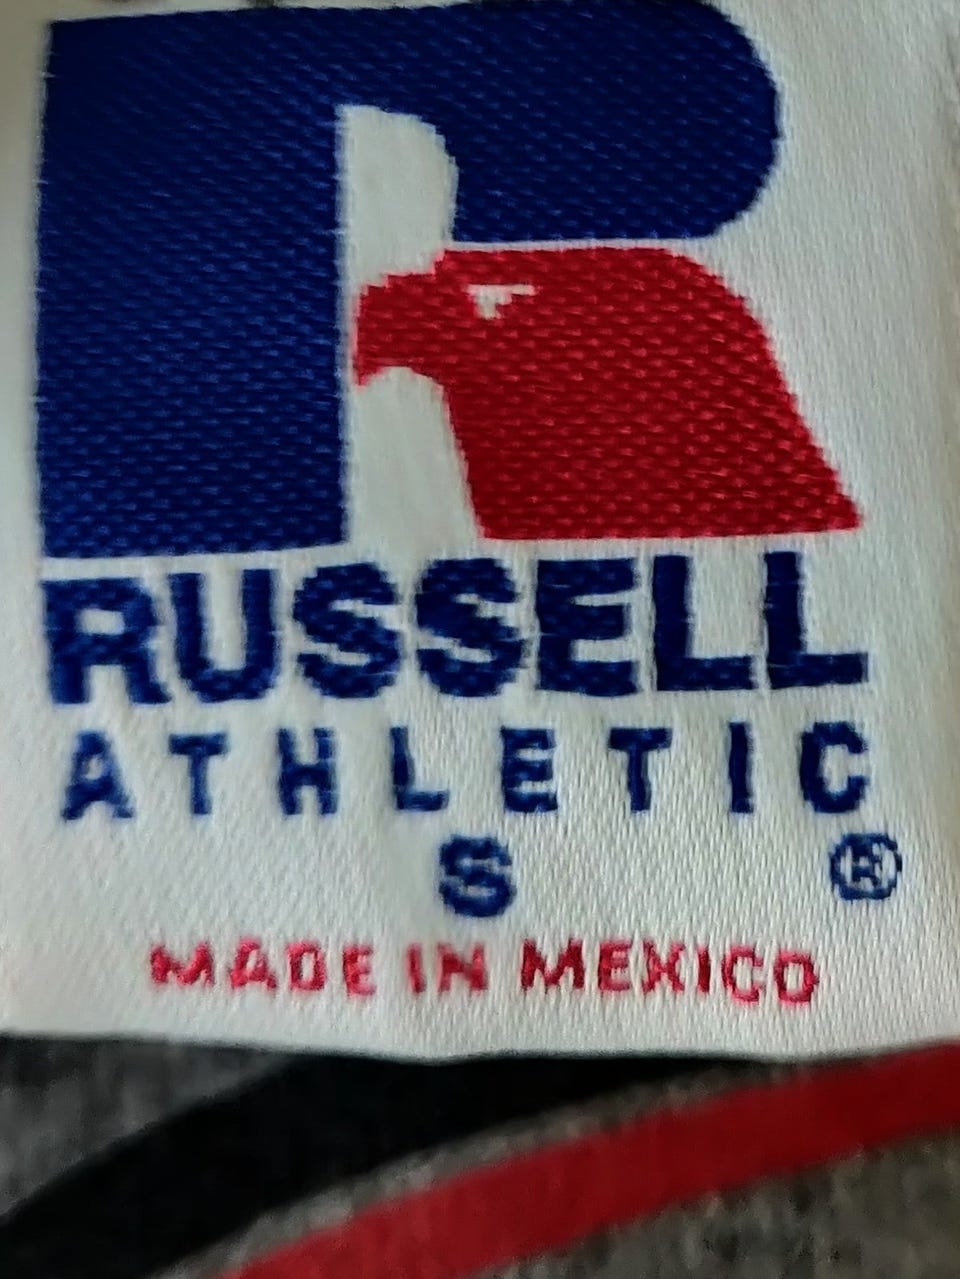 RUSSELL
ATHLETIC
S ®
MADE IN MEXICO